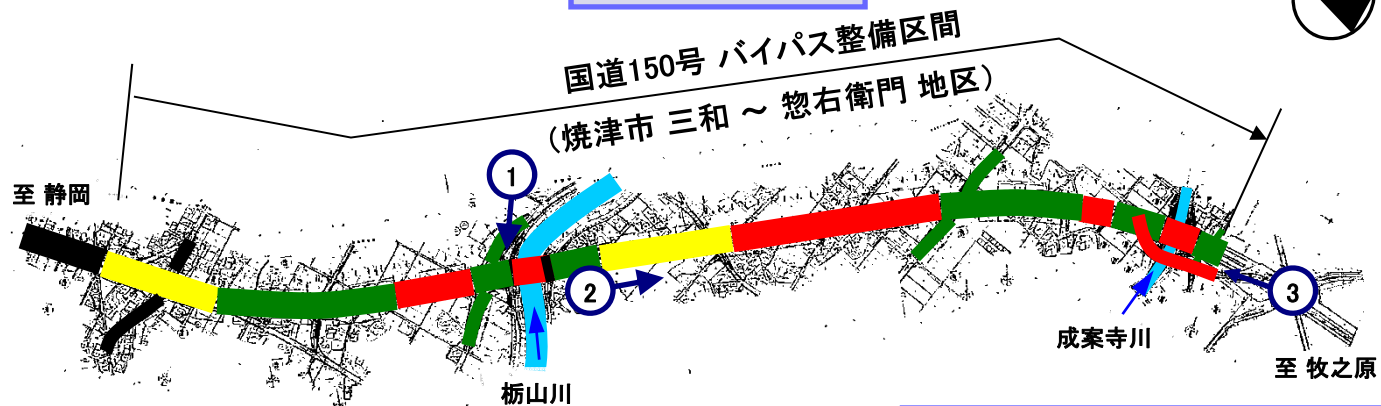 国道150号 バイパス整備区間
(焼津市 三和 ～ 惣右衛門 地区)
至 静岡
1
2
3
栃山川
成案寺川
至 牧之原